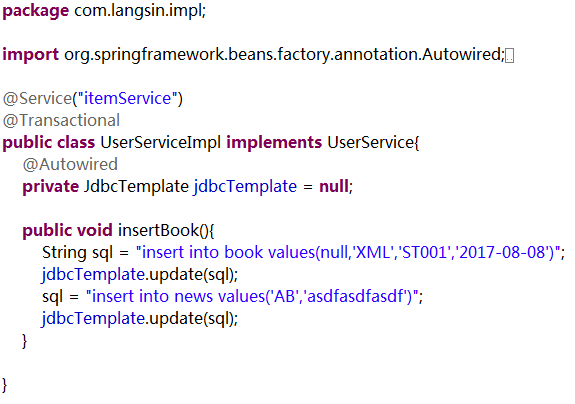 package com.langsin.impl;
import org.springframework.beans.factory.annotation.Autowired;
@Service("itemService")
@Transactional
public class UserServiceImpl implements UserService{
@Autowired
private JdbcTemplate jdbcTemplate = null;
public void insertBook(){
String sql = "insert into book values(null,'XML','ST001','2017-08-08')";
jdbcTemplate.update(sql);
sql = "insert into news values('AB','asdfasdfasdf')";
jdbcTemplate.update(sql);
}
}